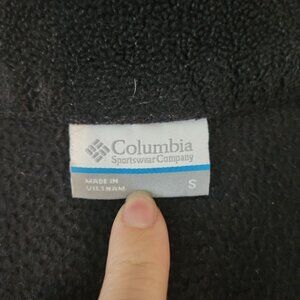 Columbia
Sportswear Company
MADE IN
VIETNAM
S